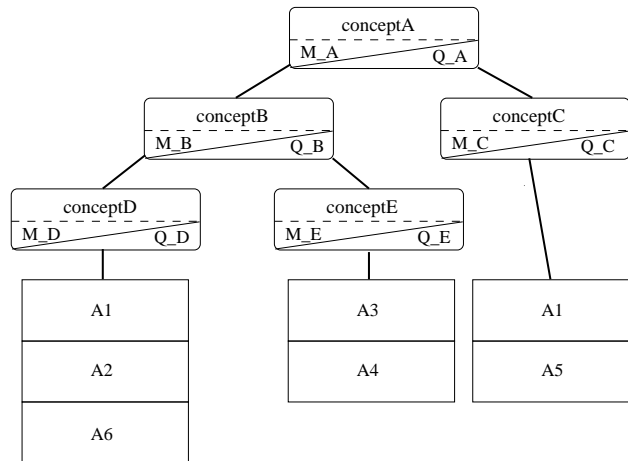 conceptA
M_A Q_A
conceptB
M_B Q_B
conceptC
M_C Q_C
conceptD
M_D Q_D
conceptE
M_E Q_E
A1
A2
A6
A3
A4
A1
A5